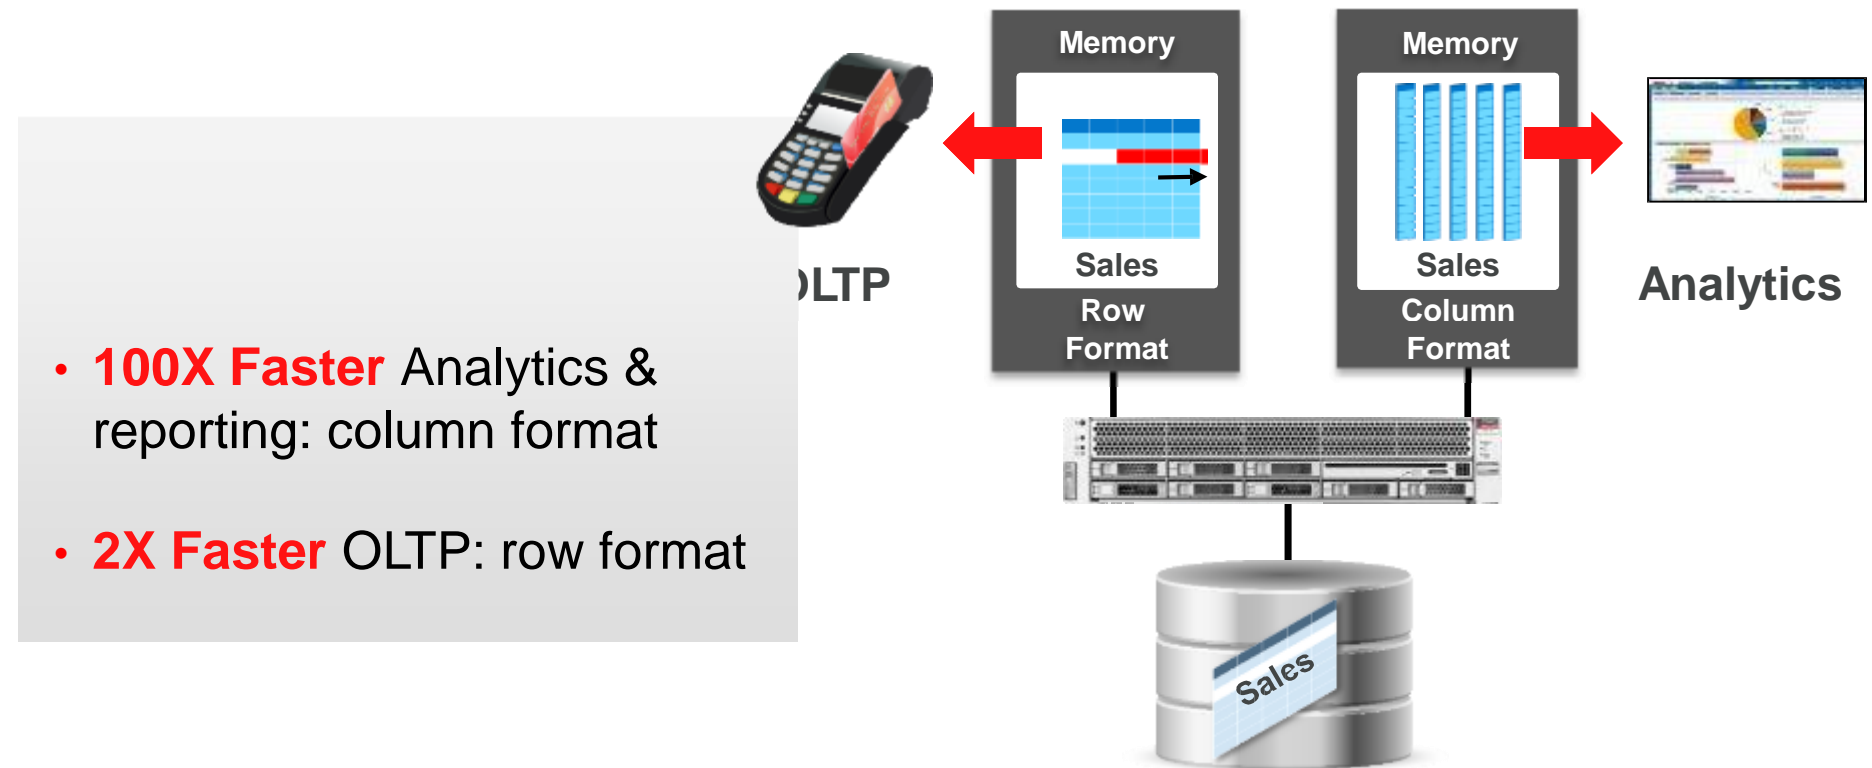 • 100X Faster Analytics &
reporting: column format
• 2X Faster OLTP: row format
LTP
Memory
Sales
Row
Format
Memory
Sales
Column
Format
Analytics
Sales